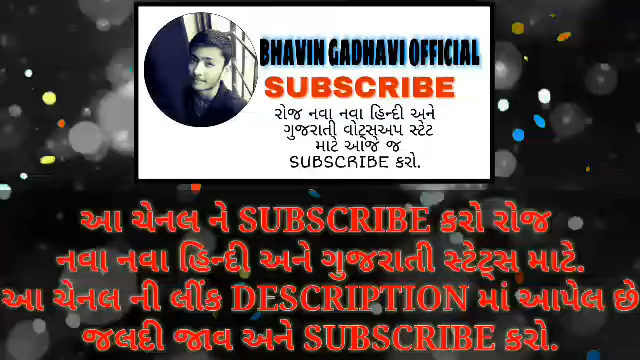 BHAVIN GADHAVI OFFICIAL
SUBSCRIBE
રોજ નવા નવા હિન્દી અને
ગુજરાતી વોટ્સઅપ સ્ટેટ
માટે આજે જ
SUBSCRIBE કરો.
આ ચેનલ ને SUBSCRIBE કરો રોજ
નવા નવા હિન્દી અને ગુજરાતી સ્ટેટ્સ માટે.
આ ચેનલ ની લીંક DESCRIPTION માં આપેલ છે
જલદી જાવ અને SUBSCRIBE કરો.